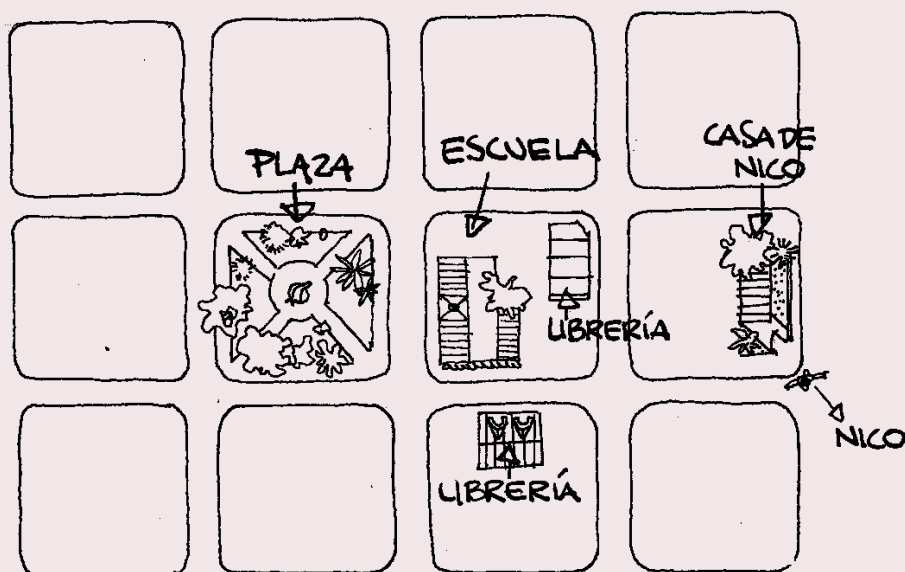 PLAZA
ESCUELA
CASA DE
NICO
LIBRERÍA
NICO
LIBRERÍA